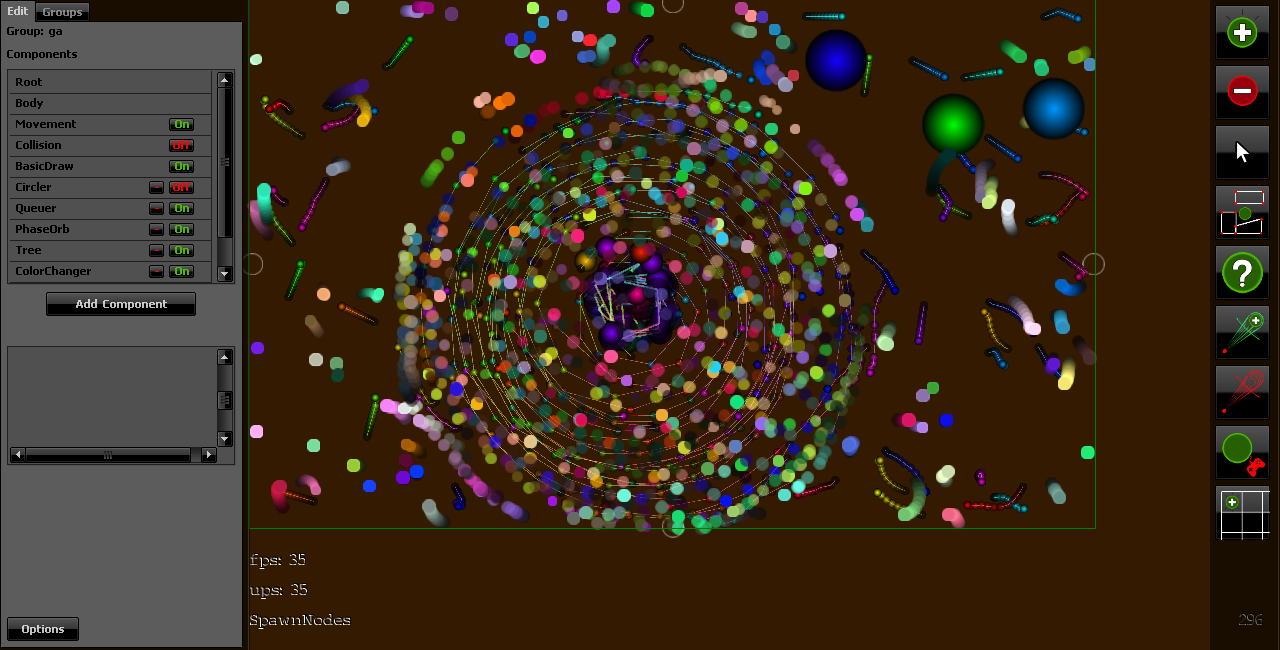 Edit Groups
Group: ga
Components
Root
Body
Movement On
Collision Off
BasicDraw On
Circler Off
Queuer On
PhaseOrb On
Tree On
ColorChanger On
Add Component
Options
fps: 35
ups: 35
SpawnNodes
296